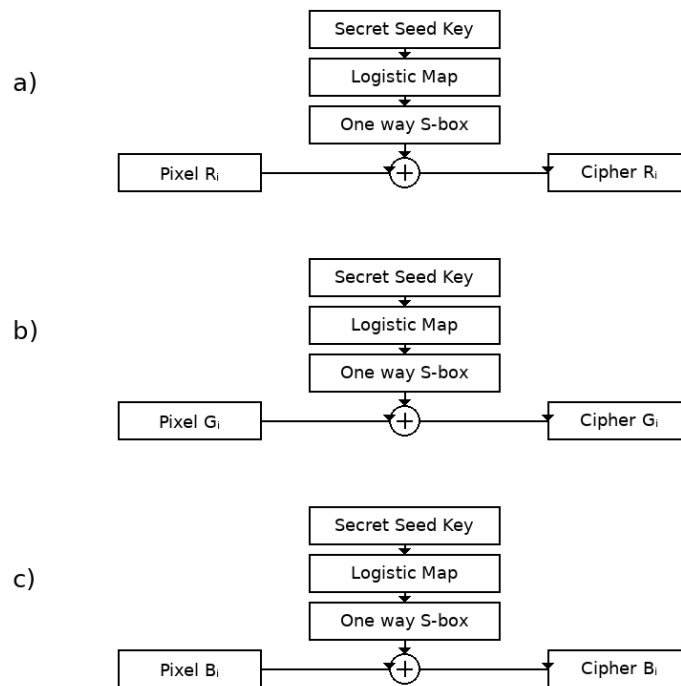 Secret Seed Key
a)
Logistic Map
One way S-box
Pixel Rᵢ
+
Cipher Rᵢ
Secret Seed Key
b)
Logistic Map
One way S-box
Pixel Gᵢ
+
Cipher Gᵢ
Secret Seed Key
c)
Logistic Map
One way S-box
Pixel Bᵢ
+
Cipher Bᵢ